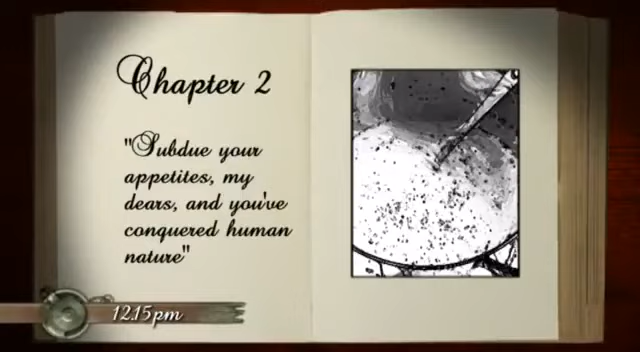 Chapter 2
"Subdue your
appetites, my
dears, and you've
conquered human
nature"
12.15pm